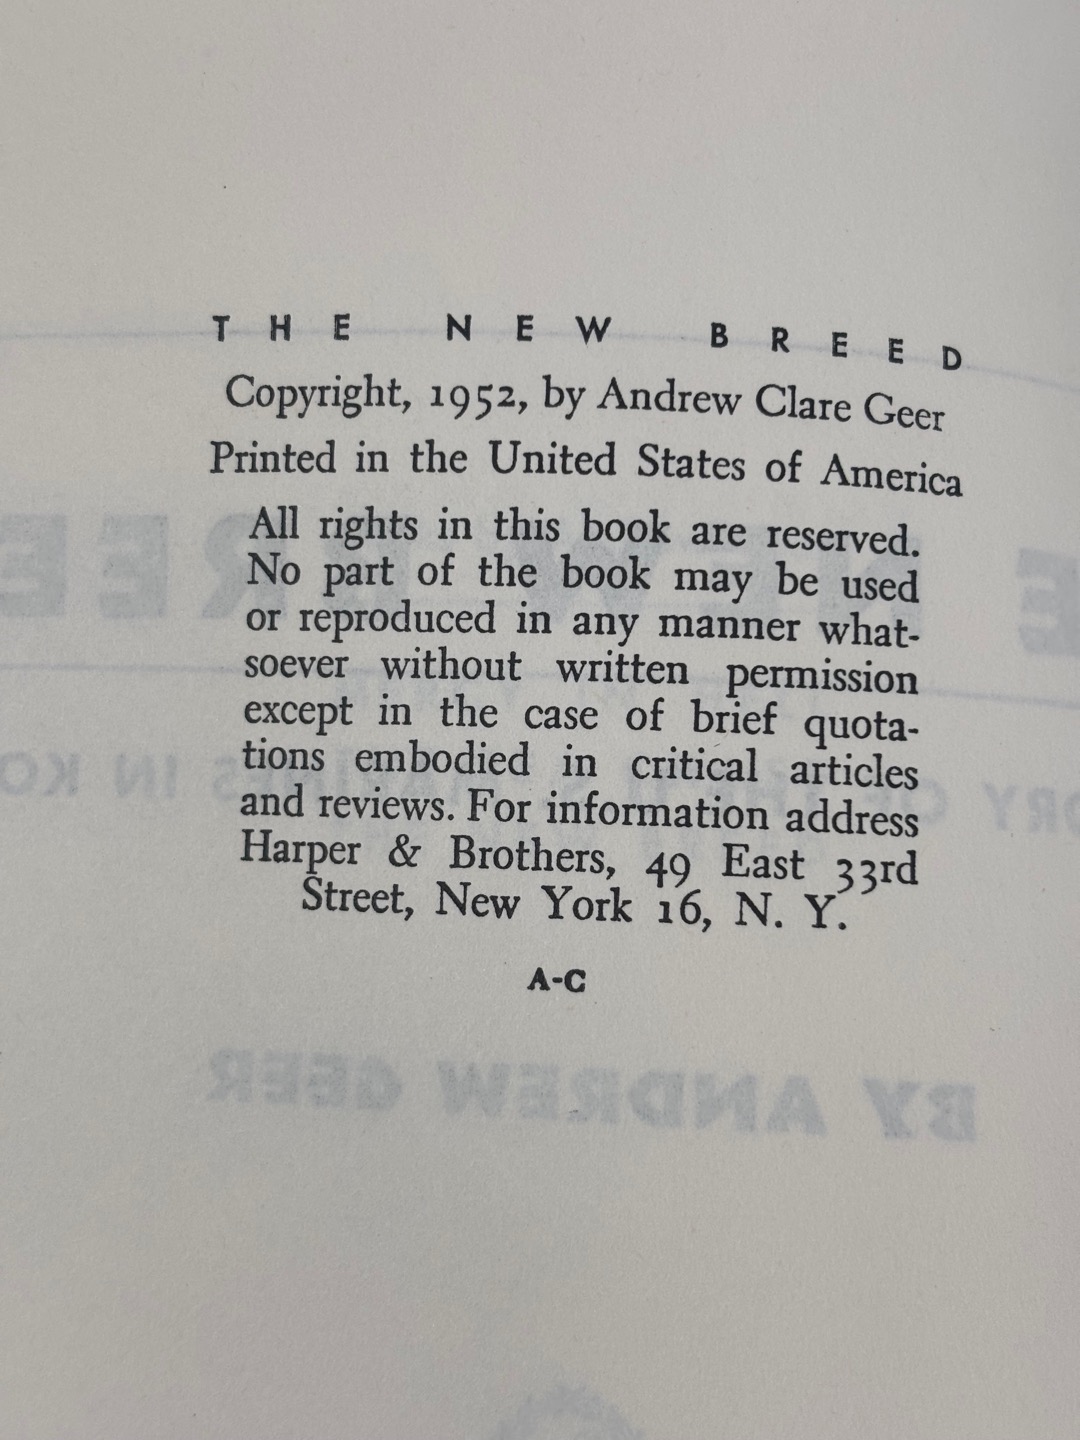 THE NEW BREED
Copyright, 1952, by Andrew Clare Geer
Printed in the United States of America
All rights in this book are reserved.
No part of the book may be used
or reproduced in any manner what-
soever without written permission
except in the case of brief quota-
tions embodied in critical articles
and reviews. For information address
Harper & Brothers, 49 East 33rd
Street, New York 16, N. Y.
A-C
BY ANDREW GEER